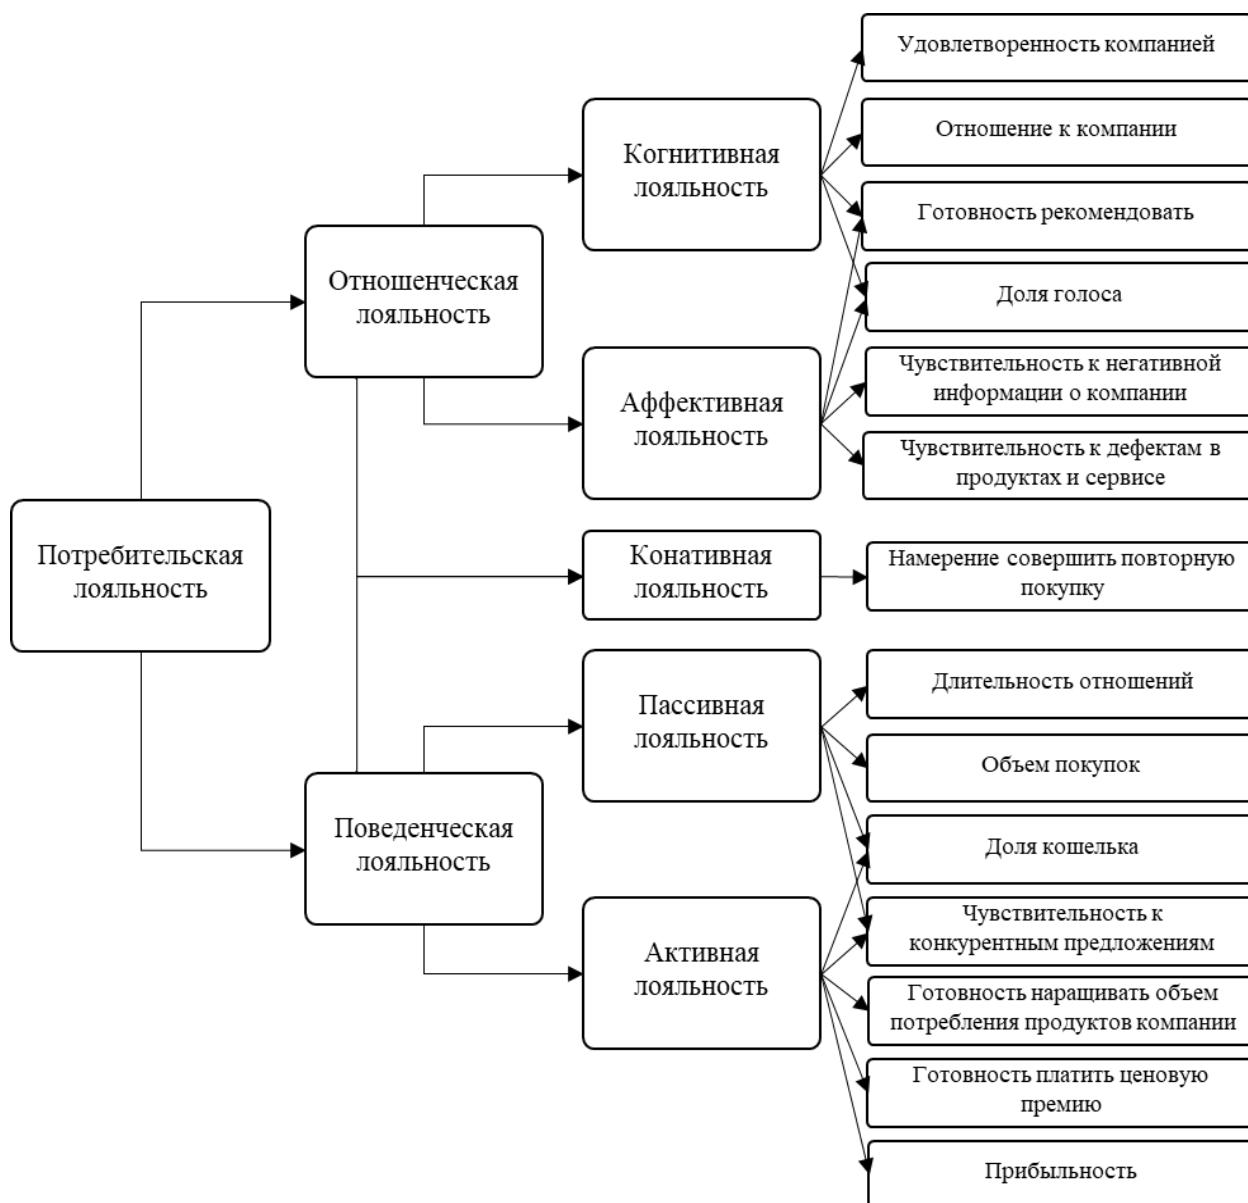 Удовлетворенность компанией
Отношение к компании
Когнитивная
лояльность
Готовность рекомендовать
Отношенческая
лояльность
Доля голоса
Чувствительность к негативной
информации о компании
Аффективная
лояльность
Чувствительность к дефектам в
продуктах и сервисе
Потребительская
лояльность
Конативная
лояльность
Намерение совершить повторную
покупку
Длительность отношений
Пассивная
лояльность
Объем покупок
Поведенческая
лояльность
Доля кошелька
Чувствительность к
конкурентным предложениям
Активная
лояльность
Готовность наращивать объем
потребления продуктов компании
Готовность платить ценовую
премию
Прибыльность